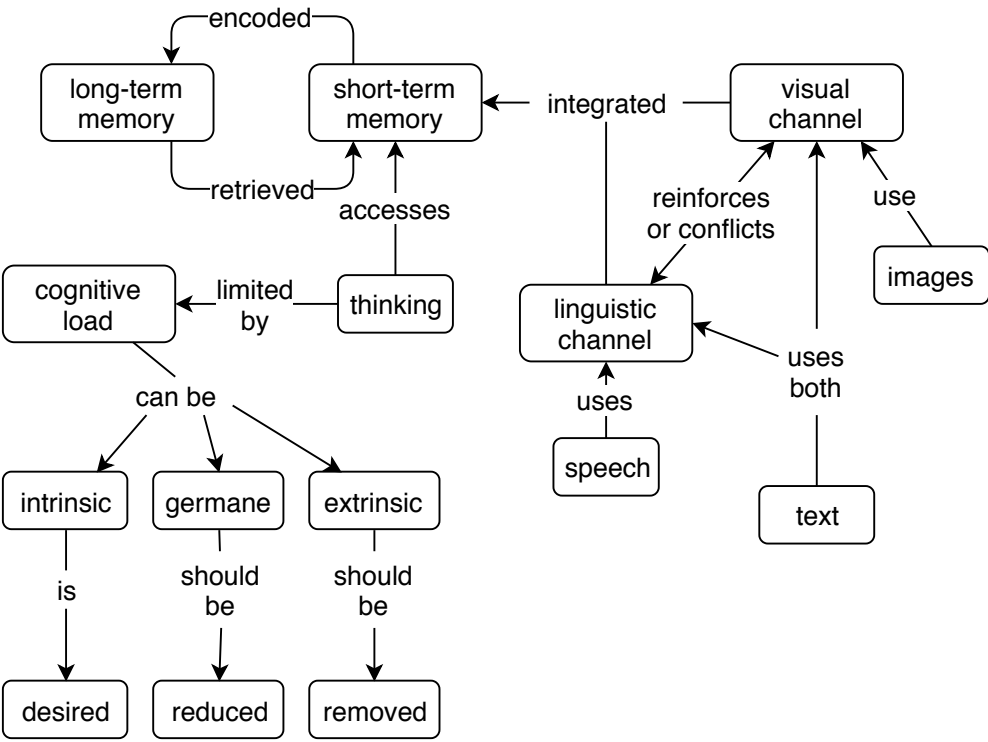 encoded
long-term
memory
short-term
memory
integrated
visual
channel
retrieved
accesses
reinforces
or conflicts
use
images
cognitive
load
limited
by
thinking
linguistic
channel
uses
both
can be
uses
speech
intrinsic
germane
extrinsic
text
is
should
be
should
be
desired
reduced
removed